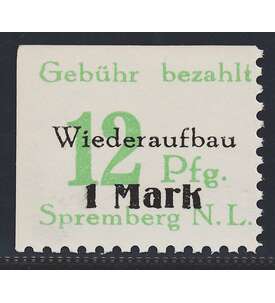 Gebühr bezahlt
Wiederaufbau
12 Pfg.
1 Mark
Spremberg N.L.